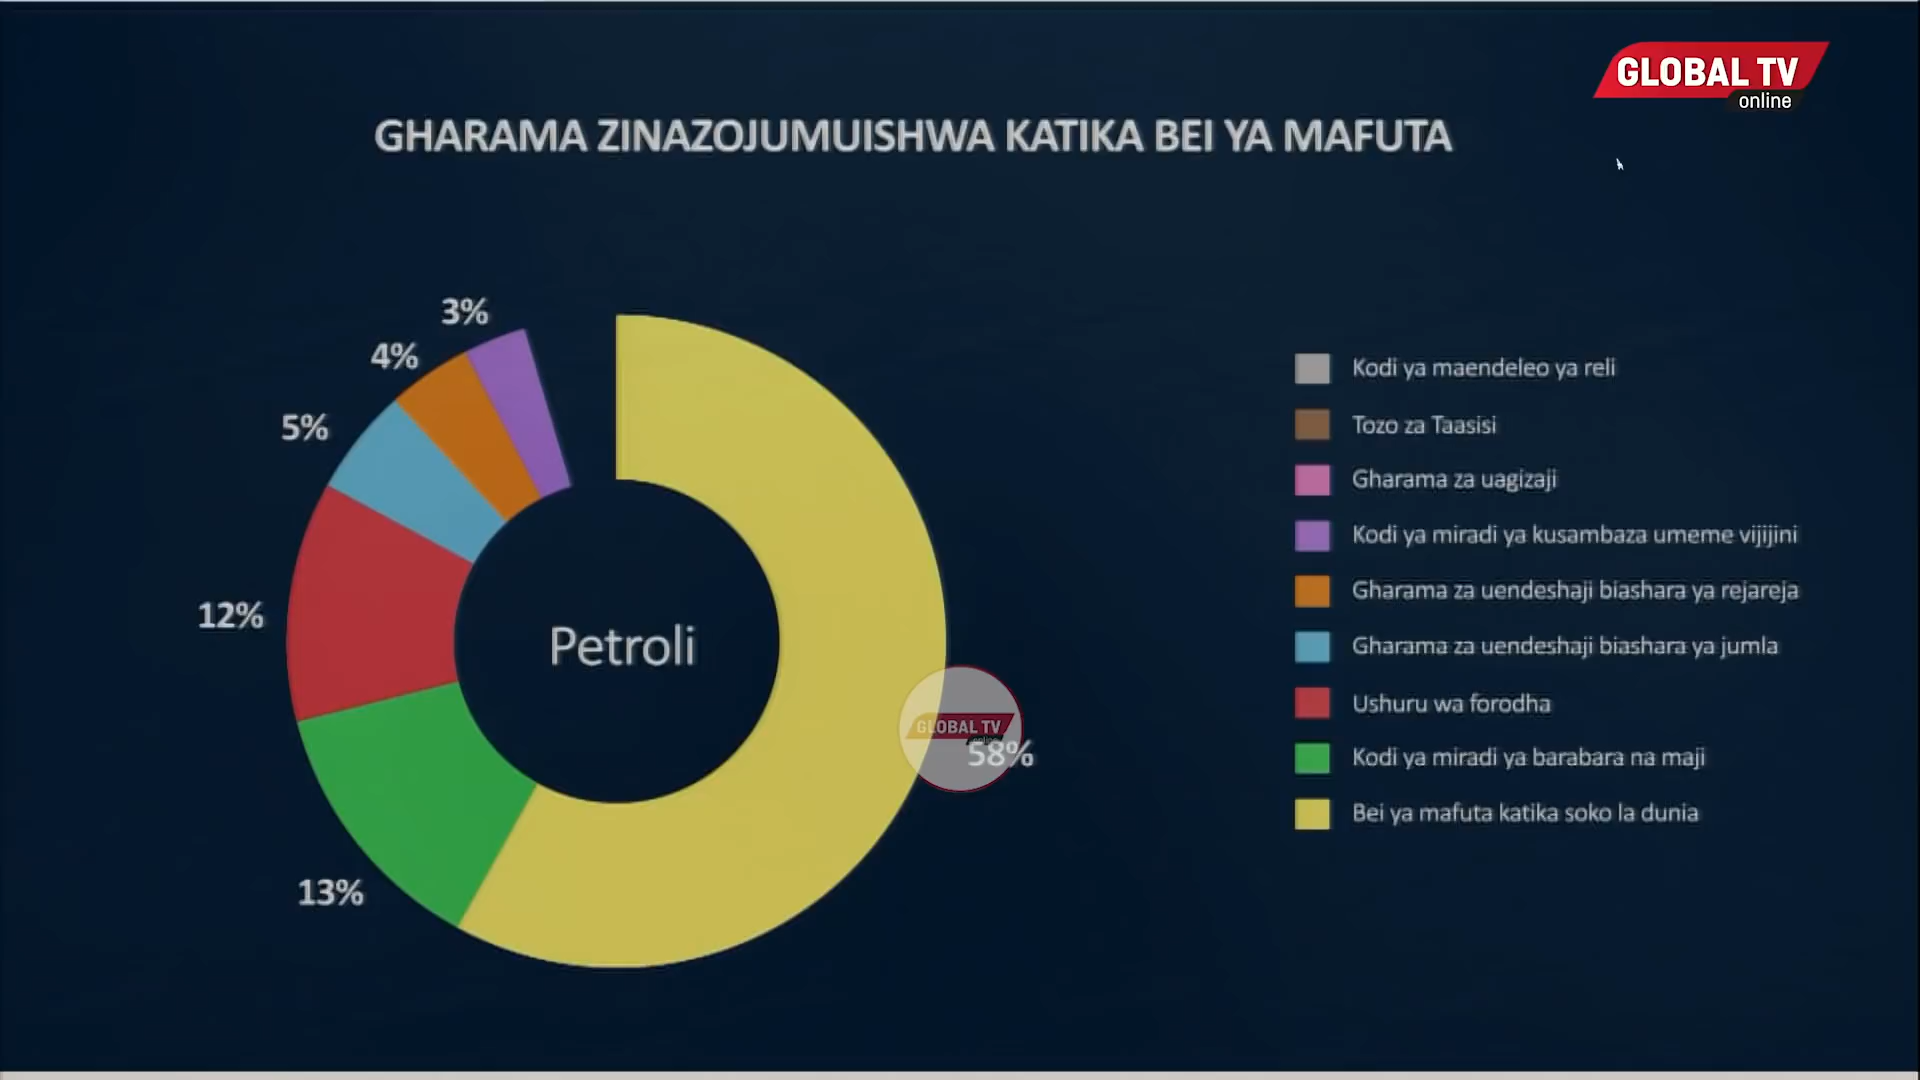 GLOBAL TV
online
GHARAMA ZINAZOJUMUISHWA KATIKA BEI YA MAFUTA
3%
4%
5%
12%
13%
58%
Petroli
GLOBAL TV
online
Kodi ya maendeleo ya reli
Tozo za Taasisi
Gharama za uagizaji
Kodi ya miradi ya kusambaza umeme vijijini
Gharama za uendeshaji biashara ya rejareja
Gharama za uendeshaji biashara ya jumla
Ushuru wa forodha
Kodi ya miradi ya barabara na maji
Bei ya mafuta katika soko la dunia